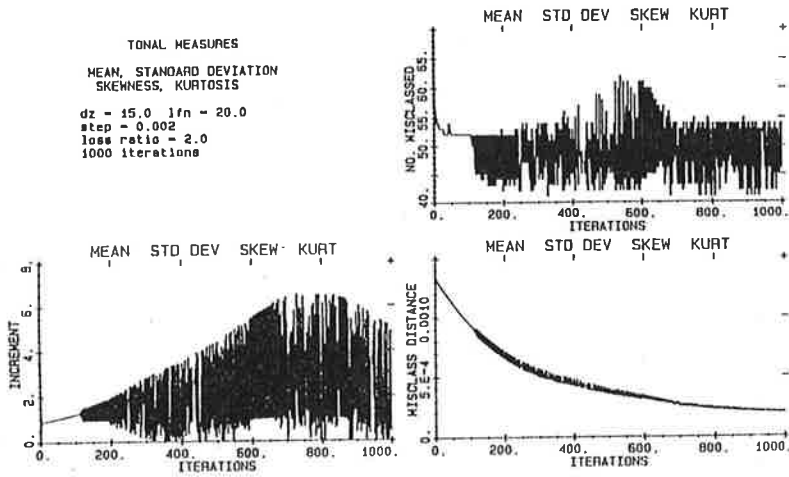 TONAL MEASURES
MEAN, STANDARD DEVIATION
SKEWNESS, KURTOSIS
dz = 15.0 lfn = 20.0
step = 0.002
loss ratio = 2.0
1000 iterations
MEAN STD DEV SKEW KURT
NO. MISCLASSED
40. 45. 50. 55. 60. 65.
0. 200. 400. 600. 800. 1000.
ITERATIONS
MEAN STD DEV SKEW KURT
INCREMENT
0. 2. 4. 6. 8.
0. 200. 400. 600. 800. 1000.
ITERATIONS
MEAN STD DEV SKEW KURT
MISCLASS DISTANCE
0. 5.E-4 0.0010
0. 200. 400. 600. 800. 1000.
ITERATIONS